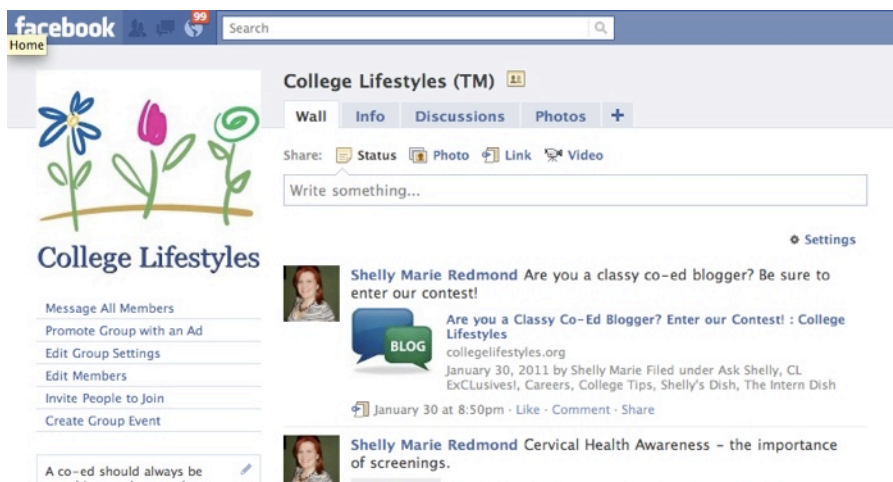 facebook
99
Search
Home
College Lifestyles (TM)
Wall Info Discussions Photos +
Share: Status Photo Link Video
Write something...
Settings
College Lifestyles
Message All Members
Promote Group with an Ad
Edit Group Settings
Edit Members
Invite People to Join
Create Group Event
A co-ed should always be
Shelly Marie Redmond Are you a classy co-ed blogger? Be sure to
enter our contest!
BLOG
Are you a Classy Co-Ed Blogger? Enter our Contest! : College
Lifestyles
collegelifestyles.org
January 30, 2011 by Shelly Marie Filed under Ask Shelly, CL
ExCLusives!, Careers, College Tips, Shelly's Dish, The Intern Dish
January 30 at 8:50pm · Like · Comment · Share
Shelly Marie Redmond Cervical Health Awareness – the importance
of screenings.